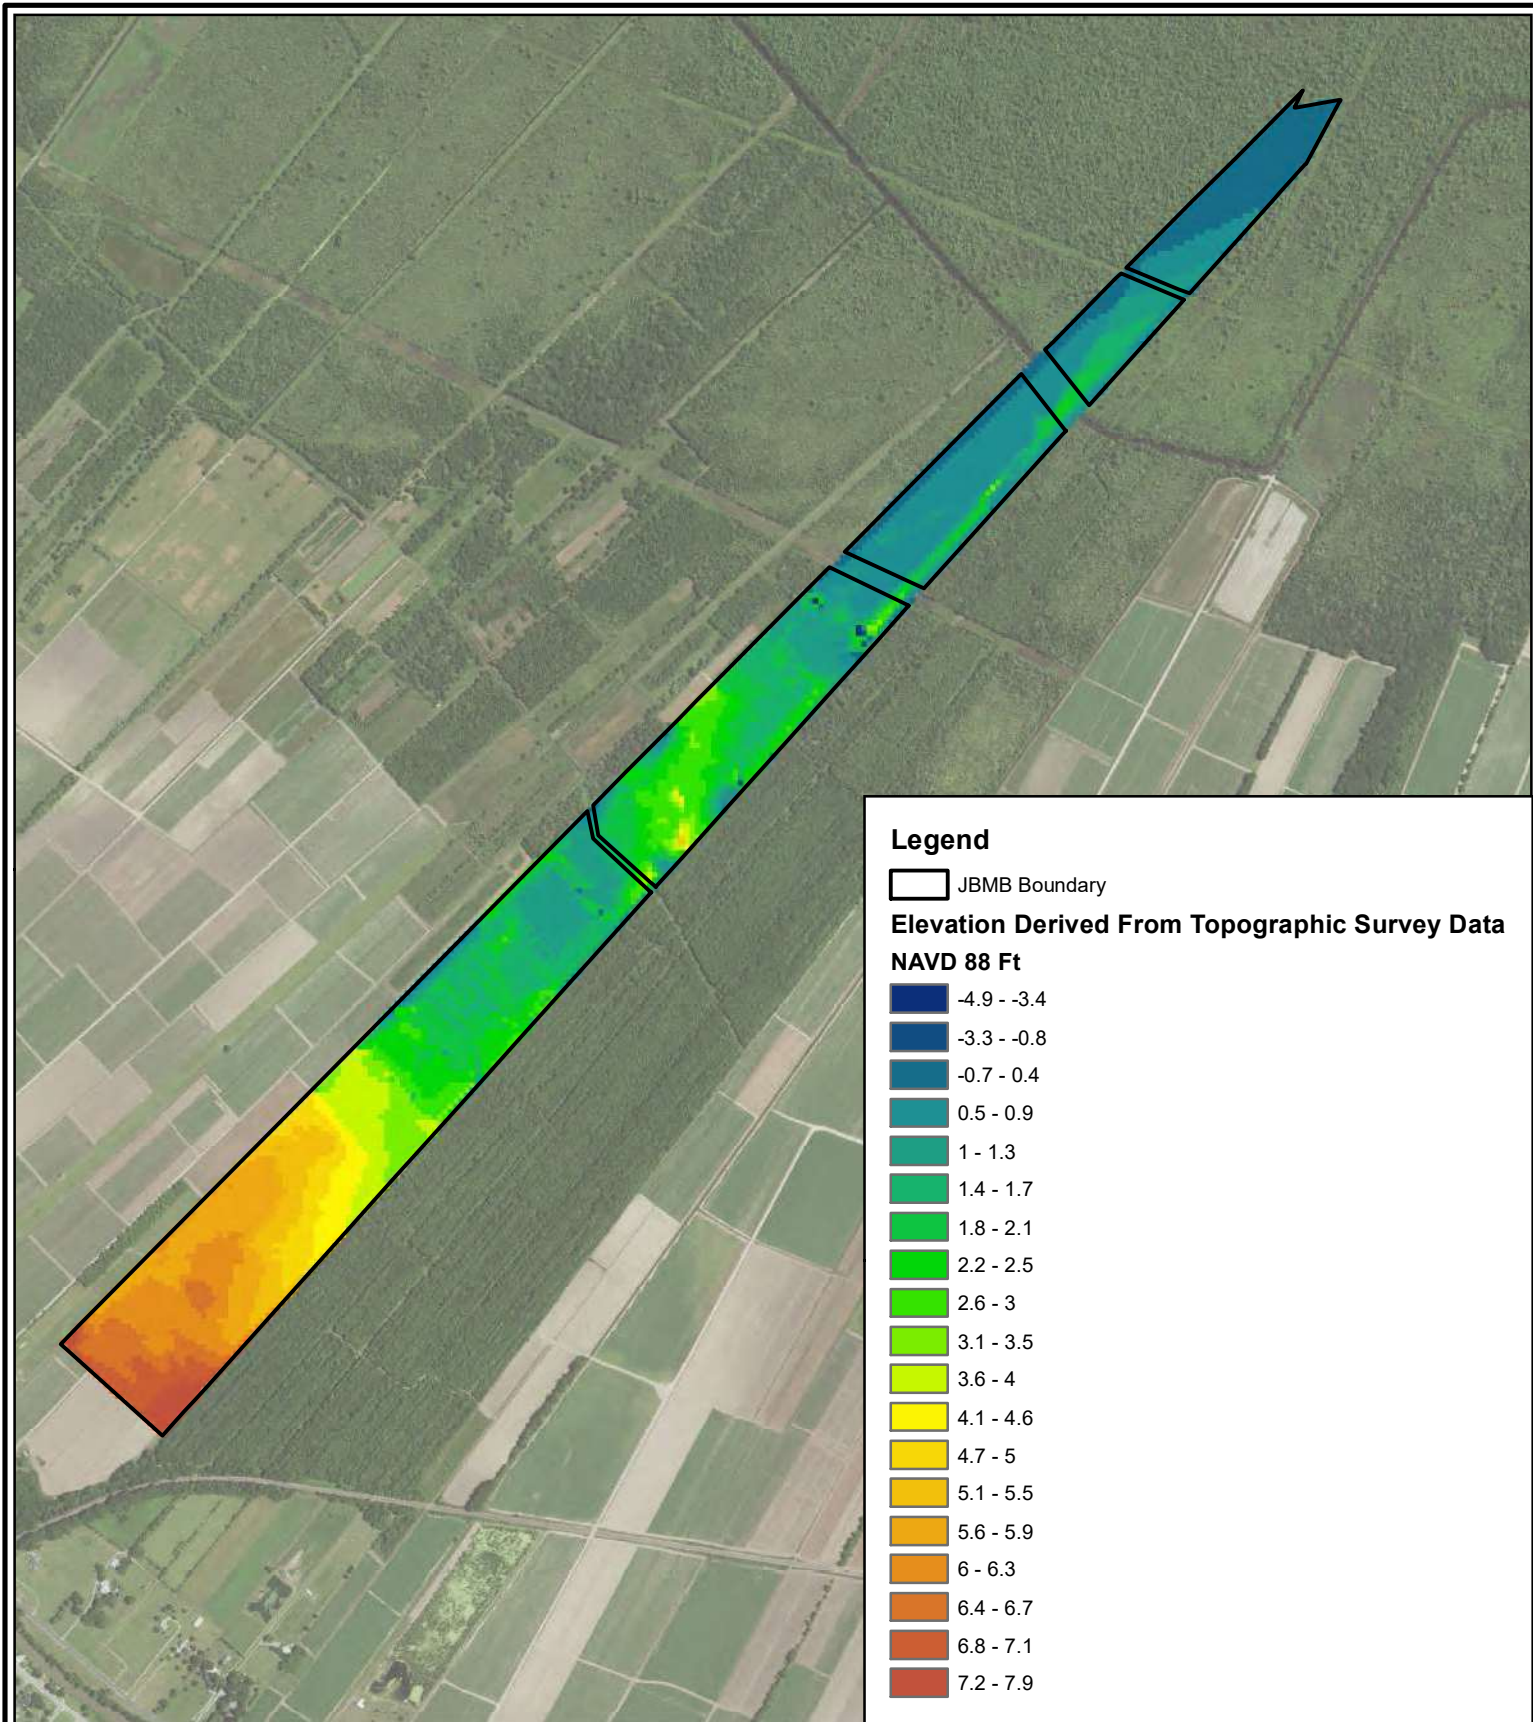 Legend
JBMB Boundary
Elevation Derived From Topographic Survey Data
NAVD 88 Ft
-4.9 - -3.4
-3.3 - -0.8
-0.7 - 0.4
0.5 - 0.9
1 - 1.3
1.4 - 1.7
1.8 - 2.1
2.2 - 2.5
2.6 - 3
3.1 - 3.5
3.6 - 4
4.1 - 4.6
4.7 - 5
5.1 - 5.5
5.6 - 5.9
6 - 6.3
6.4 - 6.7
6.8 - 7.1
7.2 - 7.9